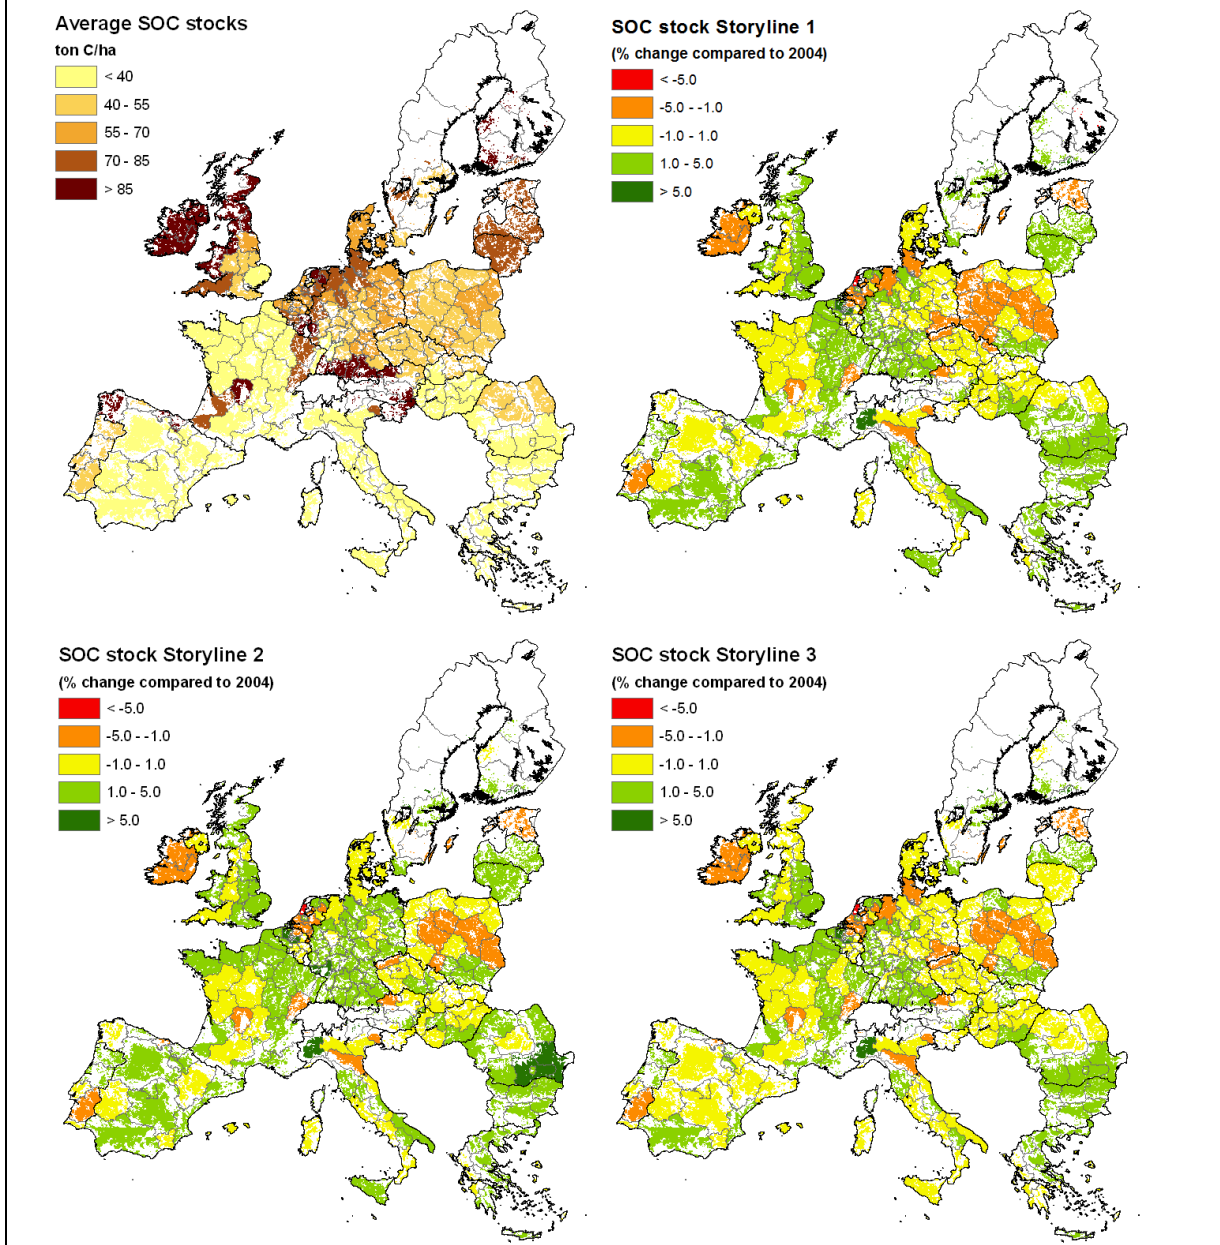 Average SOC stocks
ton C/ha
< 40
40 - 55
55 - 70
70 - 85
> 85
SOC stock Storyline 1
(% change compared to 2004)
< -5.0
-5.0 - -1.0
-1.0 - 1.0
1.0 - 5.0
> 5.0
SOC stock Storyline 2
(% change compared to 2004)
< -5.0
-5.0 - -1.0
-1.0 - 1.0
1.0 - 5.0
> 5.0
SOC stock Storyline 3
(% change compared to 2004)
< -5.0
-5.0 - -1.0
-1.0 - 1.0
1.0 - 5.0
> 5.0